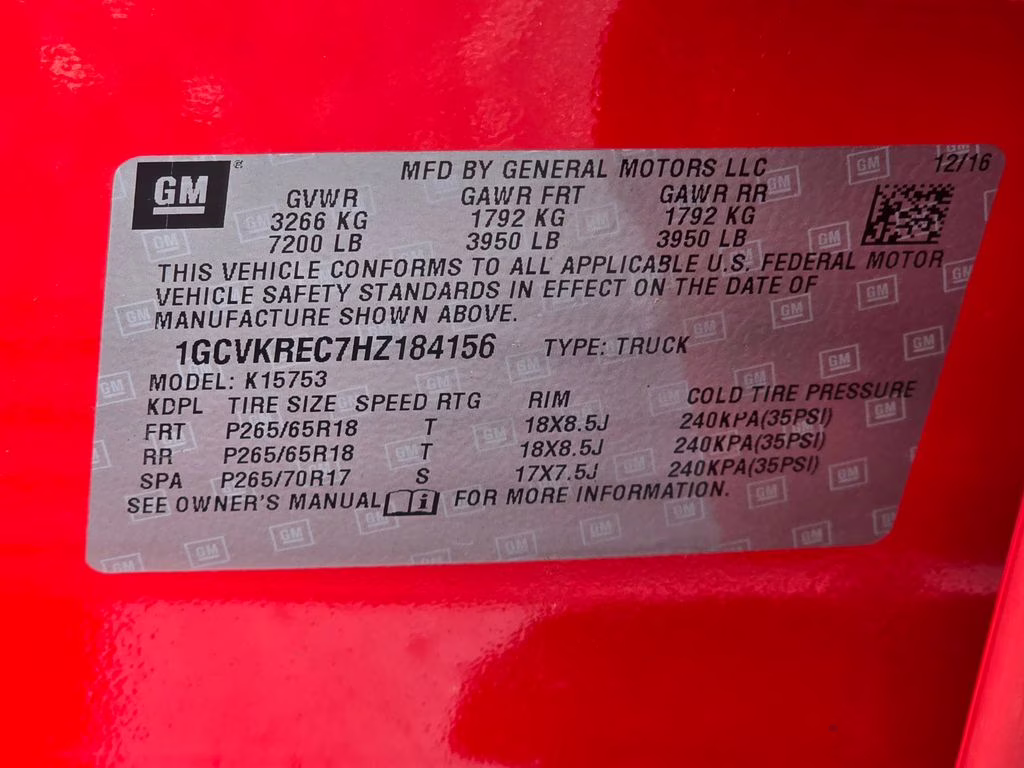 GM® MFD BY GENERAL MOTORS LLC 12/16
GVWR GAWR FRT GAWR RR
3266 KG 1792 KG 1792 KG
7200 LB 3950 LB 3950 LB
THIS VEHICLE CONFORMS TO ALL APPLICABLE U.S. FEDERAL MOTOR
VEHICLE SAFETY STANDARDS IN EFFECT ON THE DATE OF
MANUFACTURE SHOWN ABOVE.
1GCVKREC7HZ184156 TYPE: TRUCK
MODEL: K15753
KDPL TIRE SIZE SPEED RTG RIM COLD TIRE PRESSURE
FRT P265/65R18 T 18X8.5J 240KPA(35PSI)
RR P265/65R18 T 18X8.5J 240KPA(35PSI)
SPA P265/70R17 S 17X7.5J 240KPA(35PSI)
SEE OWNER'S MANUAL i FOR MORE INFORMATION.